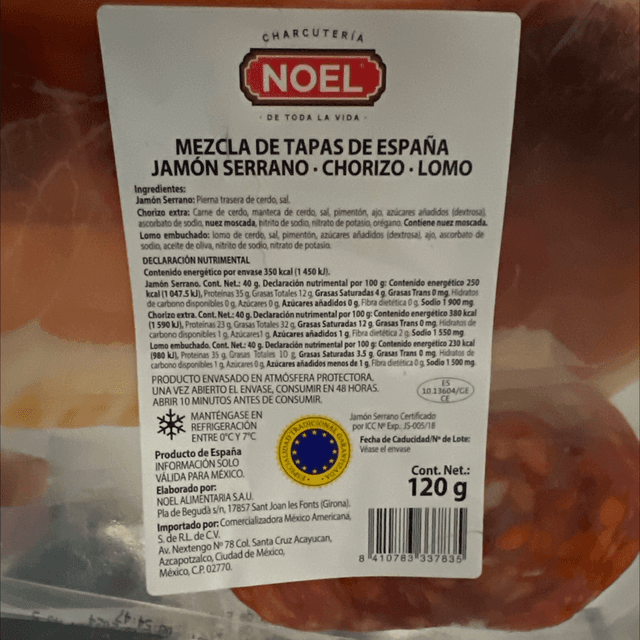 CHARCUTERÍA
NOEL
· DE TODA LA VIDA ·
MEZCLA DE TAPAS DE ESPAÑA
JAMÓN SERRANO · CHORIZO · LOMO
Ingredientes:
Jamón Serrano: Pierna trasera de cerdo, sal.
Chorizo extra: Carne de cerdo, manteca de cerdo, sal, pimentón, ajo, azúcares añadidos (dextrosa),
ascorbato de sodio, nuez moscada, nitrito de sodio, nitrato de potasio, orégano. Contiene nuez moscada.
Lomo embuchado: lomo de cerdo, sal, pimentón, azúcares añadidos (dextrosa), ajo, ascorbato de
sodio, aceite de oliva, nitrito de sodio, nitrato de potasio.
DECLARACIÓN NUTRIMENTAL
Contenido energético por envase 350 kcal (1 450 kJ).
Jamón Serrano. Cont. Net.: 40 g. Declaración nutrimental por 100 g: Contenido energético 250
kcal (1 047.5 kJ), Proteínas 35 g, Grasas Totales 12 g, Grasas Saturadas 4 g, Grasas Trans 0 mg, Hidratos
de carbono disponibles 0 g, Azúcares 0 g, Azúcares añadidos 0 g, Fibra dietética 0 g, Sodio 1 900 mg.
Chorizo extra. Cont. Net.: 40 g. Declaración nutrimental por 100 g: Contenido energético 380 kcal
(1 590 kJ), Proteínas 23 g, Grasas Totales 32 g, Grasas Saturadas 12 g, Grasas Trans 0 mg, Hidratos de
carbono disponibles 1 g, Azúcares1 g, Azúcares añadidos 1 g, Fibra dietética 2 g, Sodio 1 550 mg.
Lomo embuchado. Cont. Net.: 40 g. Declaración nutrimental por 100 g: Contenido energético 230 kcal
(980 kJ), Proteínas 35 g, Grasas Totales 10 g, Grasas Saturadas 3.5 g, Grasas Trans 0 mg, Hidratos de
carbono disponibles 1 g, Azúcares 0 g, Azúcares añadidos menos de 1 g, Fibra dietética 0 g, Sodio 1 500 mg.
PRODUCTO ENVASADO EN ATMÓSFERA PROTECTORA.
UNA VEZ ABIERTO EL ENVASE, CONSUMIR EN 48 HORAS.
ABRIR 10 MINUTOS ANTES DE CONSUMIR.
ES
10.13604/GE
CE
MANTÉNGASE EN
REFRIGERACIÓN
ENTRE 0°C Y 7°C
ESPECIALIDAD TRADICIONAL GARANTIZADA
Jamón Serrano Certificado
por ICC Nº Exp.: JS-005/18
Fecha de Caducidad/Nº de Lote:
Véase el envase
Producto de España
INFORMACIÓN SOLO
VÁLIDA PARA MÉXICO.
Elaborado por:
NOEL ALIMENTARIA S.A.U.
Pla de Begudà s/n, 17857 Sant Joan les Fonts (Girona).
Importado por: Comercializadora México Americana,
S. de R.L. de C.V.
Av. Nextengo Nº 78 Col. Santa Cruz Acayucan,
Azcapotzalco, Ciudad de México,
México, C.P. 02770.
Cont. Net.:
120 g
8 410783 337835